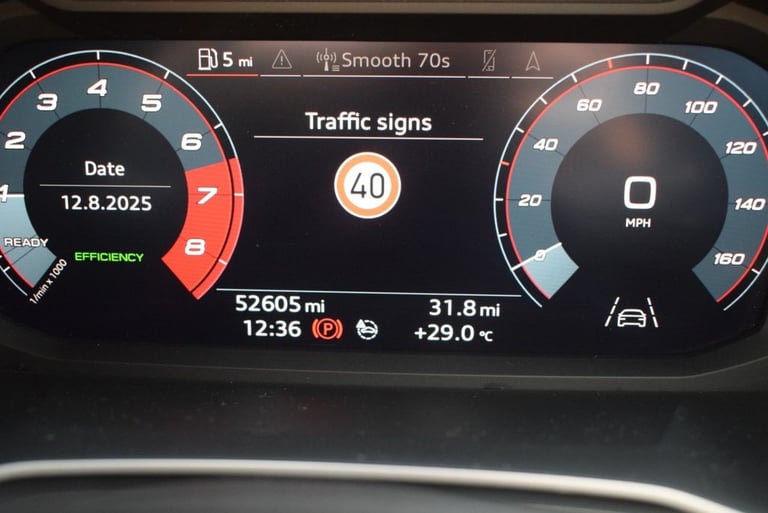 5 mi
Smooth 70s
Traffic signs
40
Date
12.8.2025
1
2
3
4
5
6
7
8
READY
EFFICIENCY
1/min x 1000
0
20
40
60
80
100
120
140
160
0
MPH
52605 mi
31.8 mi
12:36
P
+29.0 °C